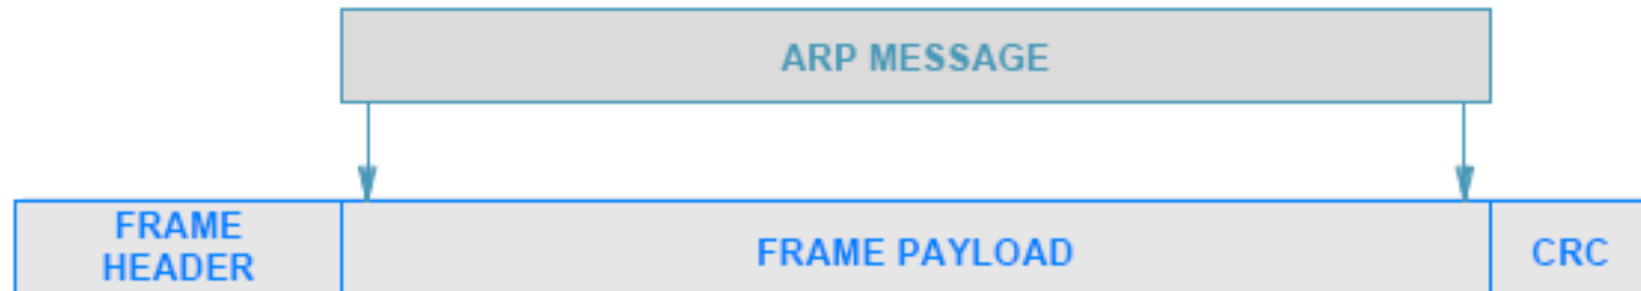 ARP MESSAGE
FRAME
HEADER
FRAME PAYLOAD
CRC